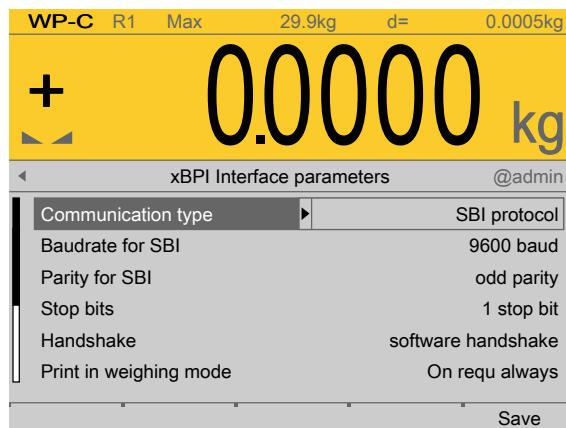 WP-C R1 Max 29.9kg d= 0.0005kg
+ 0.0000 kg
xBPI Interface parameters @admin
Communication type SBI protocol
Baudrate for SBI 9600 baud
Parity for SBI odd parity
Stop bits 1 stop bit
Handshake software handshake
Print in weighing mode On requ always
Save